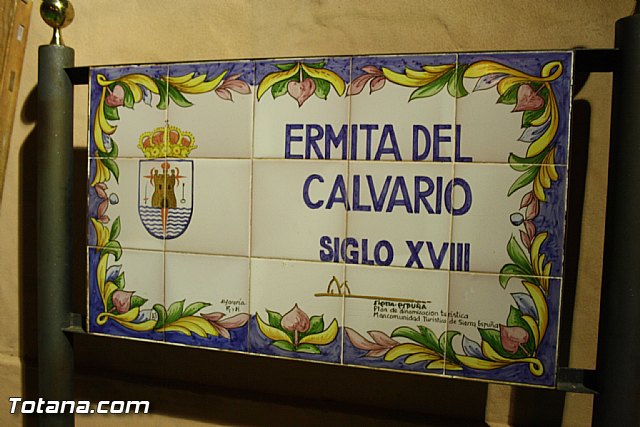 ERMITA DEL
CALVARIO
SIGLO XVIII
SIERRA ESPUÑA
Plan de dinamización turística
Mancomunidad Turística de Sierra Espuña
Totana.com